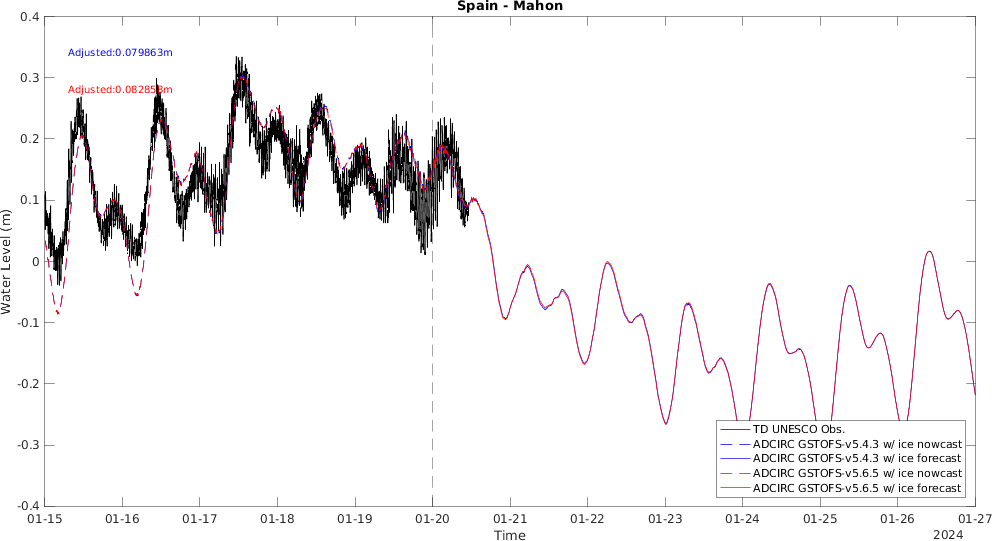 Spain - Mahon
Adjusted:0.079863m
Adjusted:0.082858m
Water Level (m)
0.4
0.3
0.2
0.1
0
-0.1
-0.2
-0.3
-0.4
TD UNESCO Obs.
ADCIRC GSTOFS-v5.4.3 w/ ice nowcast
ADCIRC GSTOFS-v5.4.3 w/ ice forecast
ADCIRC GSTOFS-v5.6.5 w/ ice nowcast
ADCIRC GSTOFS-v5.6.5 w/ ice forecast
01-15 01-16 01-17 01-18 01-19 01-20 01-21 01-22 01-23 01-24 01-25 01-26 01-27
Time
2024